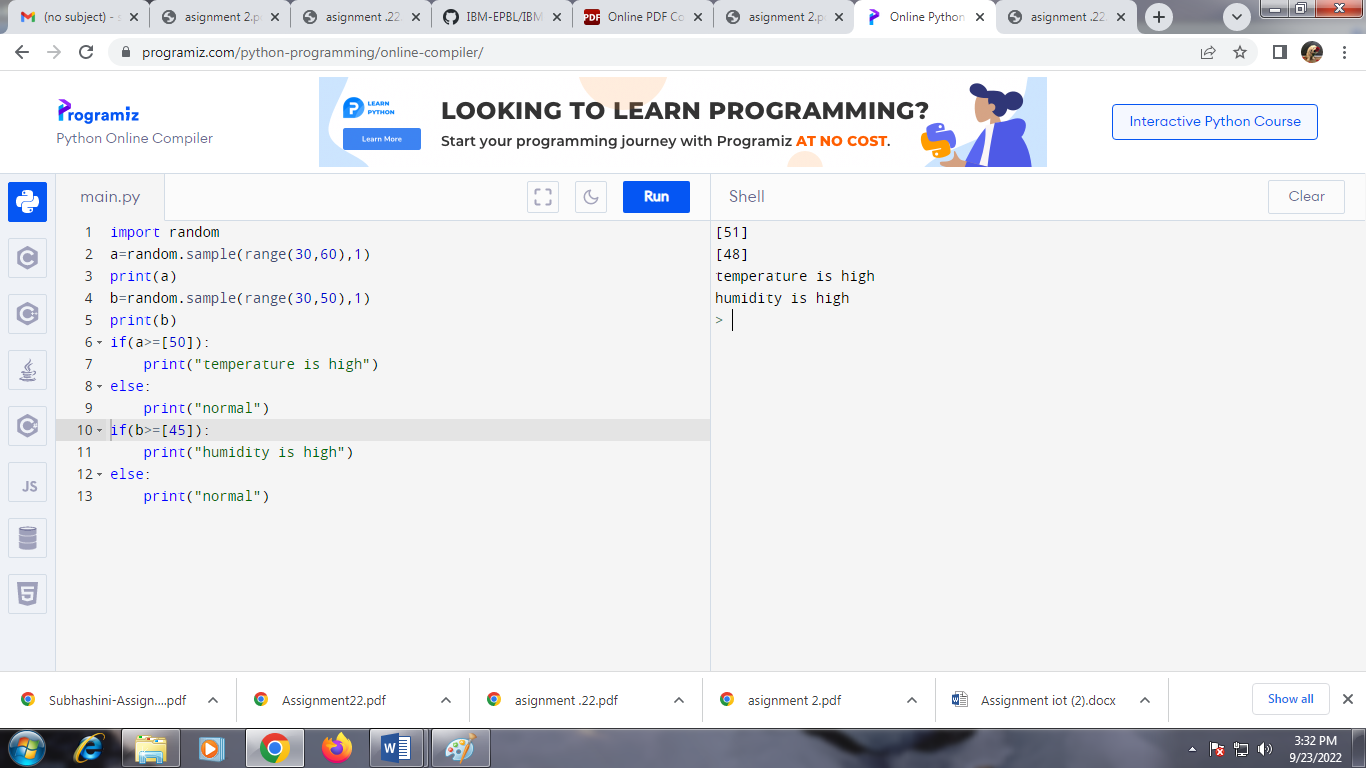 (no subject) - s
asignment 2.p
asignment .22.
IBM-EPBL/IBM
PDF
Online PDF Co
asignment 2.p
Online Python
asignment .22
programiz.com/python-programming/online-compiler/
Programiz
Python Online Compiler
LEARN
PYTHON
Learn More
LOOKING TO LEARN PROGRAMMING?
Start your programming journey with Programiz AT NO COST.
Interactive Python Course
main.py
Run
Shell
Clear
1 import random
2 a=random.sample(range(30,60),1)
3 print(a)
4 b=random.sample(range(30,50),1)
5 print(b)
6 if(a>=[50]):
7 print("temperature is high")
8 else:
9 print("normal")
10 if(b>=[45]):
11 print("humidity is high")
12 else:
13 print("normal")
[51]
[48]
temperature is high
humidity is high
>
JS
Subhashini-Assign....pdf
Assignment22.pdf
asignment .22.pdf
asignment 2.pdf
Assignment iot (2).docx
Show all
3:32 PM
9/23/2022